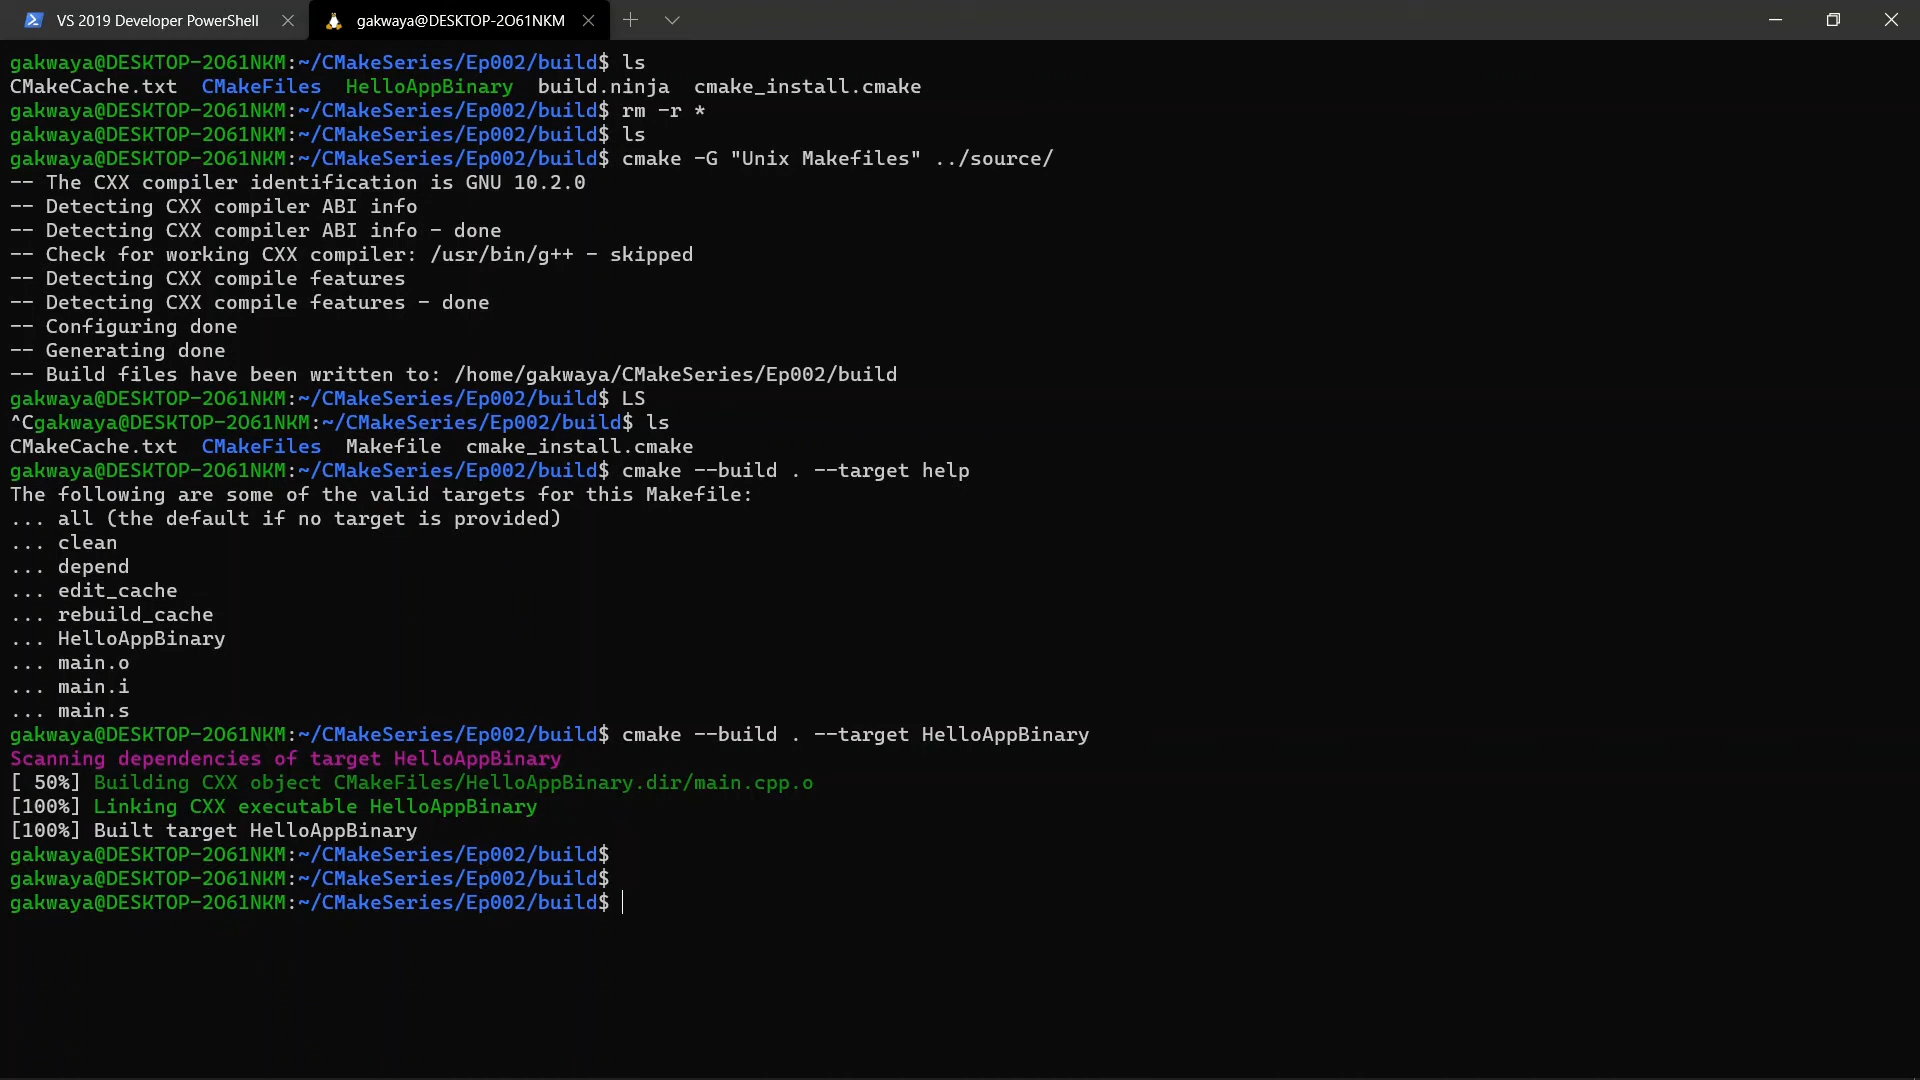 VS 2019 Developer PowerShell
gakwaya@DESKTOP-2O61NKM
gakwaya@DESKTOP-2O61NKM:~/CMakeSeries/Ep002/build$ ls
CMakeCache.txt  CMakeFiles  HelloAppBinary  build.ninja  cmake_install.cmake
gakwaya@DESKTOP-2O61NKM:~/CMakeSeries/Ep002/build$ rm -r *
gakwaya@DESKTOP-2O61NKM:~/CMakeSeries/Ep002/build$ ls
gakwaya@DESKTOP-2O61NKM:~/CMakeSeries/Ep002/build$ cmake -G "Unix Makefiles" ../source/
-- The CXX compiler identification is GNU 10.2.0
-- Detecting CXX compiler ABI info
-- Detecting CXX compiler ABI info - done
-- Check for working CXX compiler: /usr/bin/g++ - skipped
-- Detecting CXX compile features
-- Detecting CXX compile features - done
-- Configuring done
-- Generating done
-- Build files have been written to: /home/gakwaya/CMakeSeries/Ep002/build
gakwaya@DESKTOP-2O61NKM:~/CMakeSeries/Ep002/build$ LS
^Cgakwaya@DESKTOP-2O61NKM:~/CMakeSeries/Ep002/build$ ls
CMakeCache.txt  CMakeFiles  Makefile  cmake_install.cmake
gakwaya@DESKTOP-2O61NKM:~/CMakeSeries/Ep002/build$ cmake --build . --target help
The following are some of the valid targets for this Makefile:
... all (the default if no target is provided)
... clean
... depend
... edit_cache
... rebuild_cache
... HelloAppBinary
... main.o
... main.i
... main.s
gakwaya@DESKTOP-2O61NKM:~/CMakeSeries/Ep002/build$ cmake --build . --target HelloAppBinary
Scanning dependencies of target HelloAppBinary
[ 50%] Building CXX object CMakeFiles/HelloAppBinary.dir/main.cpp.o
[100%] Linking CXX executable HelloAppBinary
[100%] Built target HelloAppBinary
gakwaya@DESKTOP-2O61NKM:~/CMakeSeries/Ep002/build$
gakwaya@DESKTOP-2O61NKM:~/CMakeSeries/Ep002/build$
gakwaya@DESKTOP-2O61NKM:~/CMakeSeries/Ep002/build$